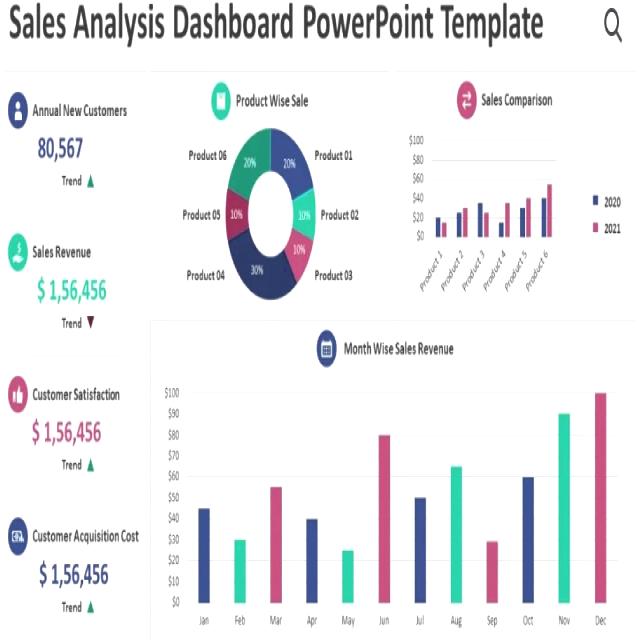 Sales Analysis Dashboard PowerPoint Template
Annual New Customers
80,567
Trend
Sales Revenue
$ 1,56,456
Trend
Customer Satisfaction
$ 1,56,456
Trend
Customer Acquisition Cost
$ 1,56,456
Trend
Product Wise Sale
Product 06
Product 01
20%
20%
Product 05
10%
10%
Product 02
10%
Product 04
30%
Product 03
Sales Comparison
$100
$80
$60
$40
$20
$0
Product 1
Product 2
Product 3
Product 4
Product 5
Product 6
2020
2021
Month Wise Sales Revenue
$100
$90
$80
$70
$60
$50
$40
$30
$20
$10
$0
Jan
Feb
Mar
Apr
May
Jun
Jul
Aug
Sep
Oct
Nov
Dec